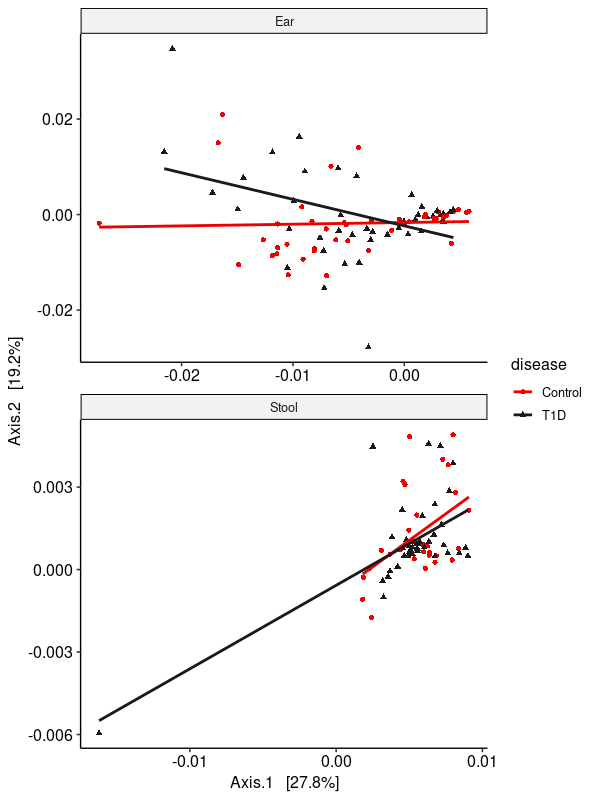 Ear
0.02
0.00
-0.02
-0.02
-0.01
0.00
Stool
0.003
0.000
-0.003
-0.006
-0.01
0.00
0.01
Axis.1 [27.8%]
Axis.2 [19.2%]
disease
Control
T1D